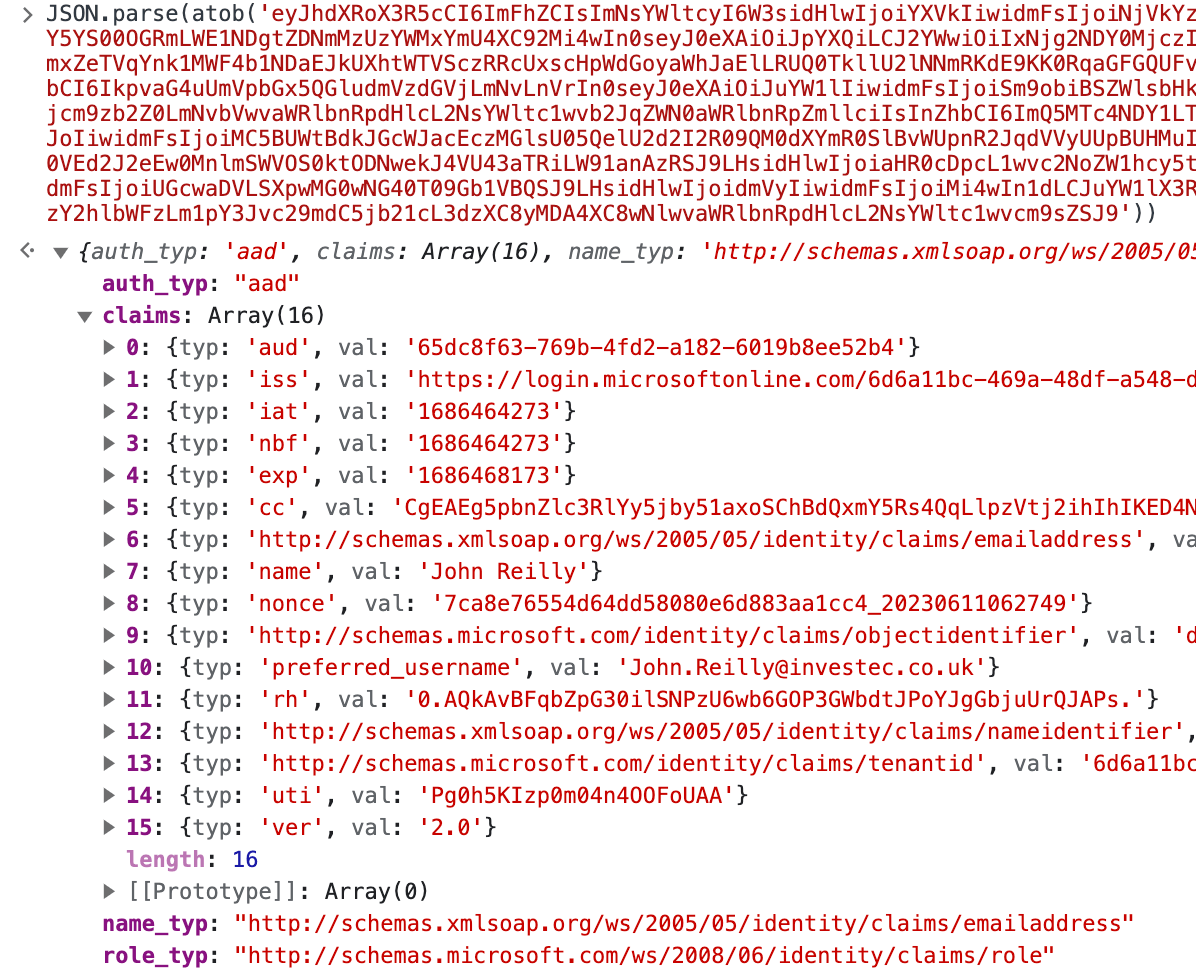 > JSON.parse(atob('eyJhdXRoX3R5cCI6ImFhZCIsImNsYWltcyI6W3sidHlwIjoiYXVkIiwidmFsIjoiNjVkYz
Y5YS00OGRmLWE1NDgtZDNmMzUzYWMxYmU4XC92Mi4wIn0seyJ0eXAiOiJpYXQiLCJ2YWwiOiIxNjg2NDY0MjczI
mxZeTVqYnk1MWF4b1NDaEJkUXhtWTVSczRRcUxscHpWdGoyaWhJaElLRUQ0TkllU2lNNmRKdE9KK0RqaGFGQUFv
bCI6IkpvaG4uUmVpbGx5QGludmVzdGVjLmNvLnVrIn0seyJ0eXAiOiJuYW1lIiwidmFsIjoiSm9obiBSZWlsbHk
jcm9zb2Z0LmNvbVwvaWRlbnRpdHlcL2NsYWltc1wvb2JqZWN0aWRlbnRpZmllciIsInZhbCI6ImQ5MTc4NDY1LT
JoIiwidmFsIjoiMC5BUWtBdkJGcWJacEczMGlsU05QelU2d2I2R09QM0dXYmR0SlBvWUpnR2JqdVVyUUpBUHMuI
0VEd2J2eEw0MnlmSWVOS0ktODNwekJ4VU43aTRiLW91anAzRSJ9LHsidHlwIjoiaHR0cDpcL1wvc2NoZW1hcy5t
dmFsIjoiUGcwaDVLSXpwMG0wNG40T09Gb1VBQSJ9LHsidHlwIjoidmVyIiwidmFsIjoiMi4wIn1dLCJuYW1lX3R
zY2hlbWFzLm1pY3Jvc29mdC5jb21cL3dzXC8yMDA4XC8wNlwvaWRlbnRpdHlcL2NsYWltc1wvcm9sZSJ9'))
{auth_typ: 'aad', claims: Array(16), name_typ: 'http://schemas.xmlsoap.org/ws/2005/05
auth_typ: "aad"
claims: Array(16)
0: {typ: 'aud', val: '65dc8f63-769b-4fd2-a182-6019b8ee52b4'}
1: {typ: 'iss', val: 'https://login.microsoftonline.com/6d6a11bc-469a-48df-a548-d
2: {typ: 'iat', val: '1686464273'}
3: {typ: 'nbf', val: '1686464273'}
4: {typ: 'exp', val: '1686468173'}
5: {typ: 'cc', val: 'CgEAEg5pbnZlc3RlYy5jby51axoSChBdQxmY5Rs4QqLlpzVtj2ihIhIKED4N
6: {typ: 'http://schemas.xmlsoap.org/ws/2005/05/identity/claims/emailaddress', va
7: {typ: 'name', val: 'John Reilly'}
8: {typ: 'nonce', val: '7ca8e76554d64dd58080e6d883aa1cc4_20230611062749'}
9: {typ: 'http://schemas.microsoft.com/identity/claims/objectidentifier', val: 'd
10: {typ: 'preferred_username', val: 'John.Reilly@investec.co.uk'}
11: {typ: 'rh', val: '0.AQkAvBFqbZpG30ilSNPzU6wb6GOP3GWbdtJPoYJgGbjuUrQJAPs.'}
12: {typ: 'http://schemas.xmlsoap.org/ws/2005/05/identity/claims/nameidentifier',
13: {typ: 'http://schemas.microsoft.com/identity/claims/tenantid', val: '6d6a11bc
14: {typ: 'uti', val: 'Pg0h5KIzp0m04n4OOFoUAA'}
15: {typ: 'ver', val: '2.0'}
length: 16
[[Prototype]]: Array(0)
name_typ: "http://schemas.xmlsoap.org/ws/2005/05/identity/claims/emailaddress"
role_typ: "http://schemas.microsoft.com/ws/2008/06/identity/claims/role"